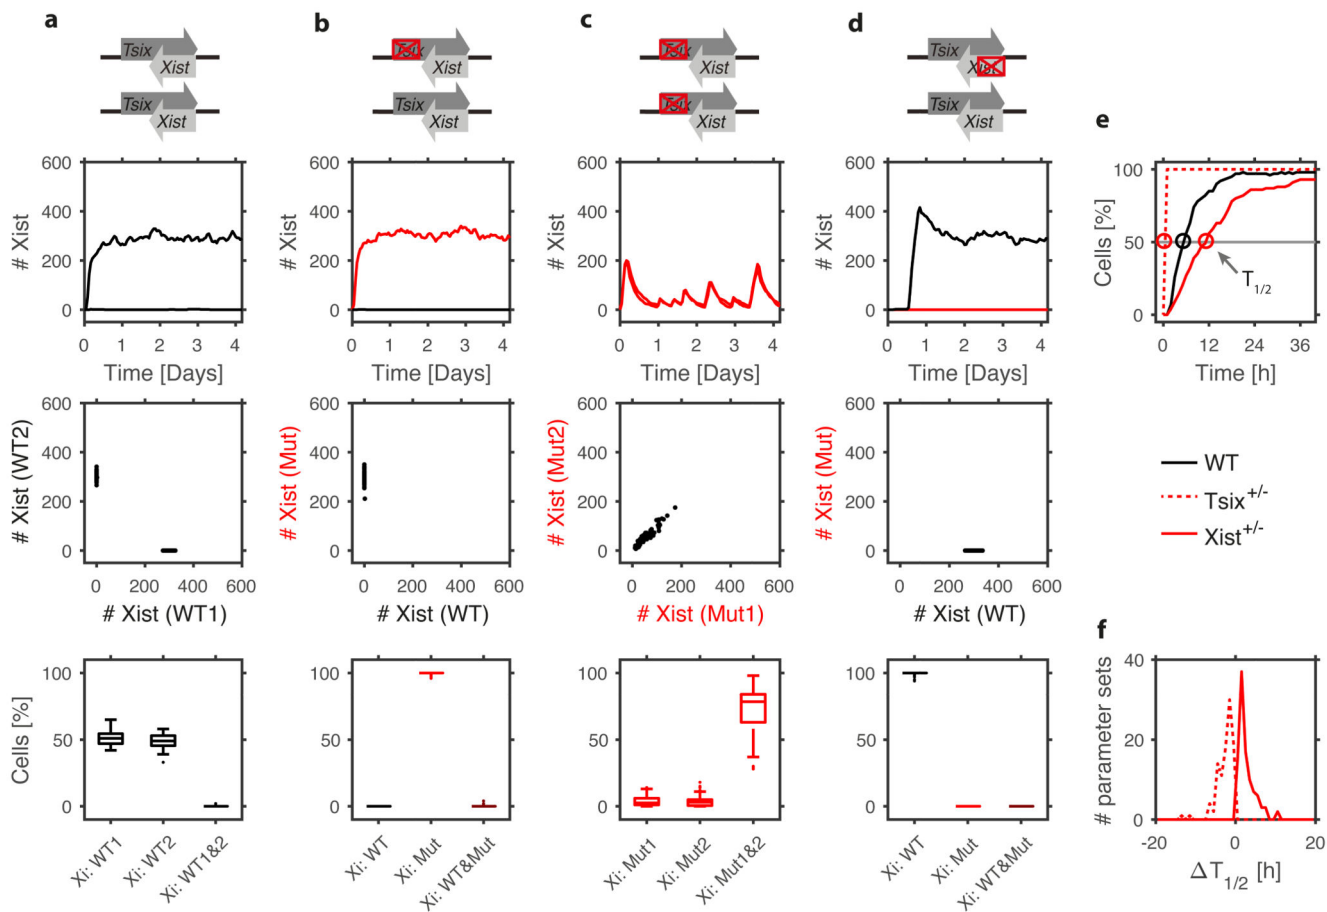 a
b
c
d
Tsix
Xist
Tsix
Xist
Tsix
Xist
Tsix
Xist
Tsix
Xist
Tsix
Xist
Tsix
Xist
Tsix
Xist
e
# Xist
600
400
200
0
0 1 2 3 4
Time [Days]
# Xist
600
400
200
0
0 1 2 3 4
Time [Days]
# Xist
600
400
200
0
0 1 2 3 4
Time [Days]
# Xist
600
400
200
0
0 1 2 3 4
Time [Days]
Cells [%]
100
50
0
T1/2
0 12 24 36
Time [h]
# Xist (WT2)
600
400
200
0
0 200 400 600
# Xist (WT1)
# Xist (Mut)
600
400
200
0
0 200 400 600
# Xist (WT)
# Xist (Mut2)
600
400
200
0
0 200 400 600
# Xist (Mut1)
# Xist (Mut)
600
400
200
0
0 200 400 600
# Xist (WT)
WT
Tsix+/-
Xist+/-
Cells [%]
100
50
0
Xi: WT1
Xi: WT2
Xi: WT1&2
100
50
0
Xi: WT
Xi: Mut
Xi: WT&Mut
100
50
0
Xi: Mut1
Xi: Mut2
Xi: Mut1&2
100
50
0
Xi: WT
Xi: Mut
Xi: WT&Mut
f
# parameter sets
40
20
0
-20 0 20
ΔT1/2 [h]